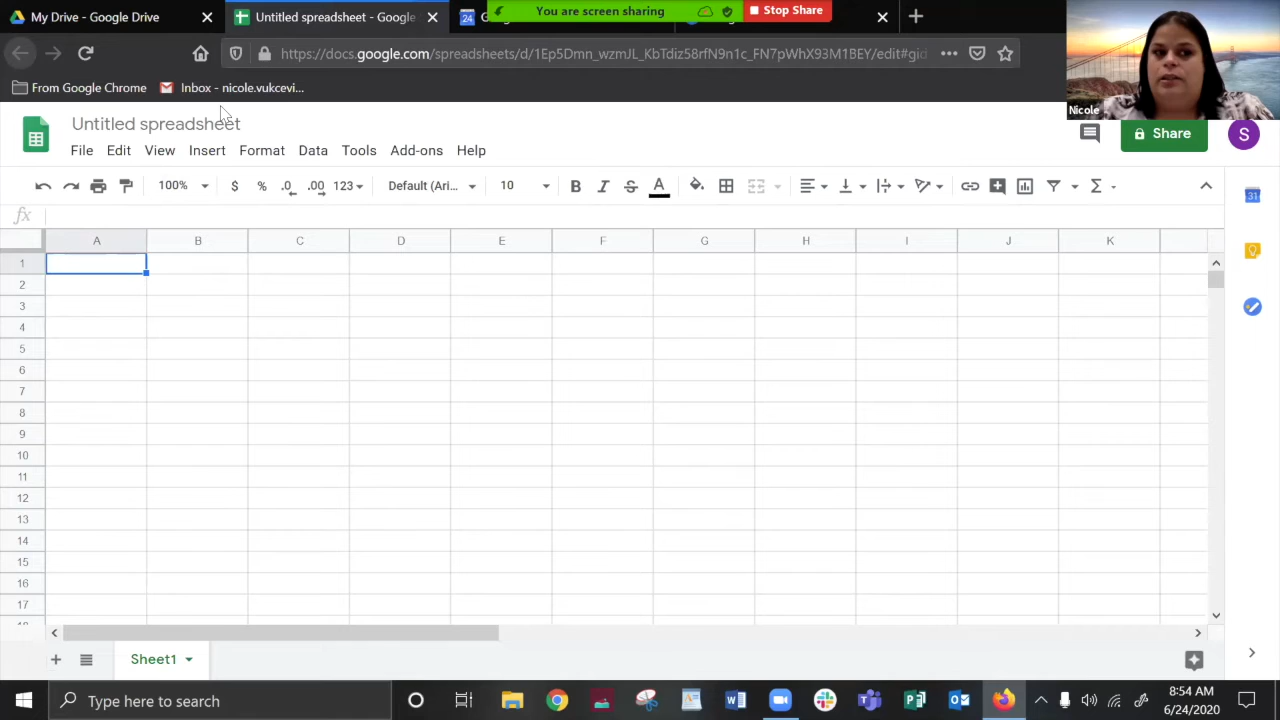 My Drive - Google Drive
Untitled spreadsheet - Google
You are screen sharing
Stop Share
https://docs.google.com/spreadsheets/d/1Ep5Dmn_wzmJL_KbTdiz58rfN9n1c_FN7pWhX93M1BEY/edit#gid
From Google Chrome
Inbox - nicole.vukcevi...
Nicole
Untitled spreadsheet
Share
S
File Edit View Insert Format Data Tools Add-ons Help
100% $ % .0 .00 123 Default (Ari... 10 B I S A Σ
fx
A B C D E F G H I J K
1
2
3
4
5
6
7
8
9
10
11
12
13
14
15
16
17
31
Sheet1
Type here to search
8:54 AM
6/24/2020